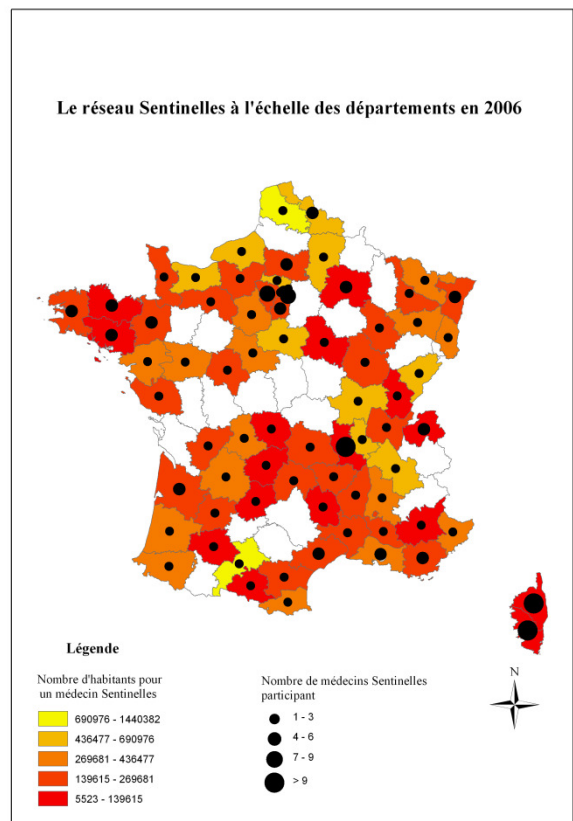 Le réseau Sentinelles à l'échelle des départements en 2006
Légende
Nombre d'habitants pour
un médecin Sentinelles
690976 - 1440382
436477 - 690976
269681 - 436477
139615 - 269681
5523 - 139615
Nombre de médecins Sentinelles
participant
1 - 3
4 - 6
7 - 9
> 9
N